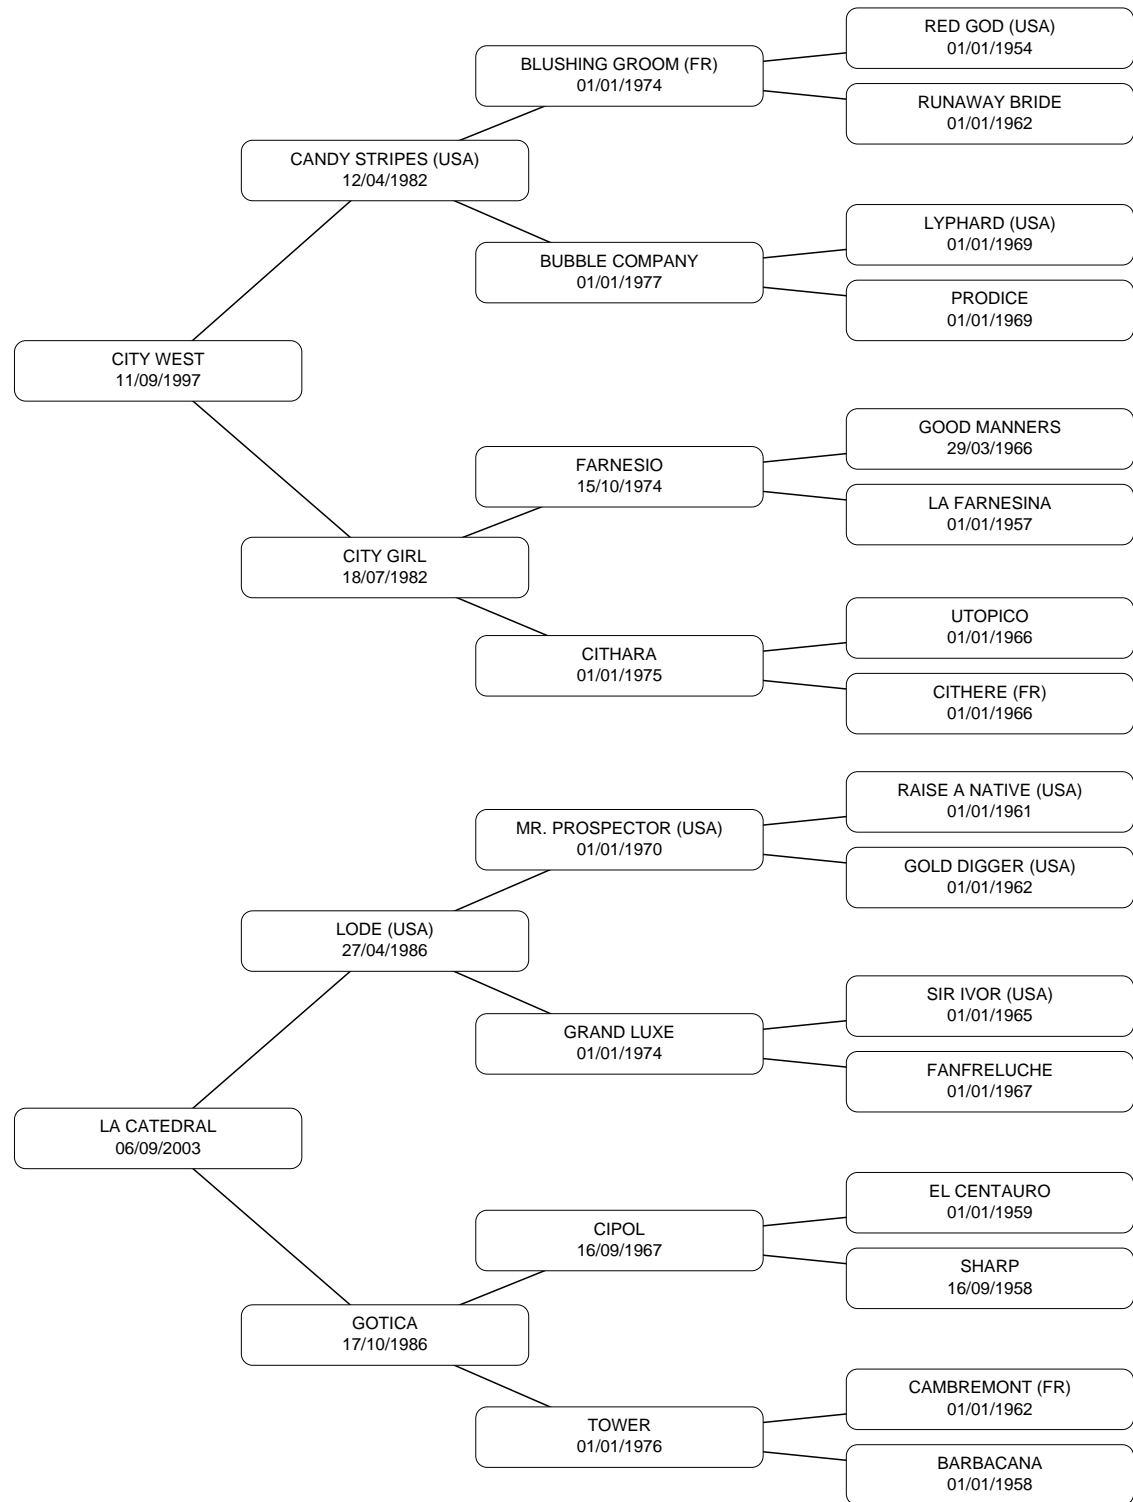 RED GOD (USA)
01/01/1954
BLUSHING GROOM (FR)
01/01/1974
RUNAWAY BRIDE
01/01/1962
CANDY STRIPES (USA)
12/04/1982
LYPHARD (USA)
01/01/1969
BUBBLE COMPANY
01/01/1977
PRODICE
01/01/1969
CITY WEST
11/09/1997
GOOD MANNERS
29/03/1966
FARNESIO
15/10/1974
LA FARNESINA
01/01/1957
CITY GIRL
18/07/1982
UTOPICO
01/01/1966
CITHARA
01/01/1975
CITHERE (FR)
01/01/1966
RAISE A NATIVE (USA)
01/01/1961
MR. PROSPECTOR (USA)
01/01/1970
GOLD DIGGER (USA)
01/01/1962
LODE (USA)
27/04/1986
SIR IVOR (USA)
01/01/1965
GRAND LUXE
01/01/1974
FANFRELUCHE
01/01/1967
LA CATEDRAL
06/09/2003
EL CENTAURO
01/01/1959
CIPOL
16/09/1967
SHARP
16/09/1958
GOTICA
17/10/1986
CAMBREMONT (FR)
01/01/1962
TOWER
01/01/1976
BARBACANA
01/01/1958